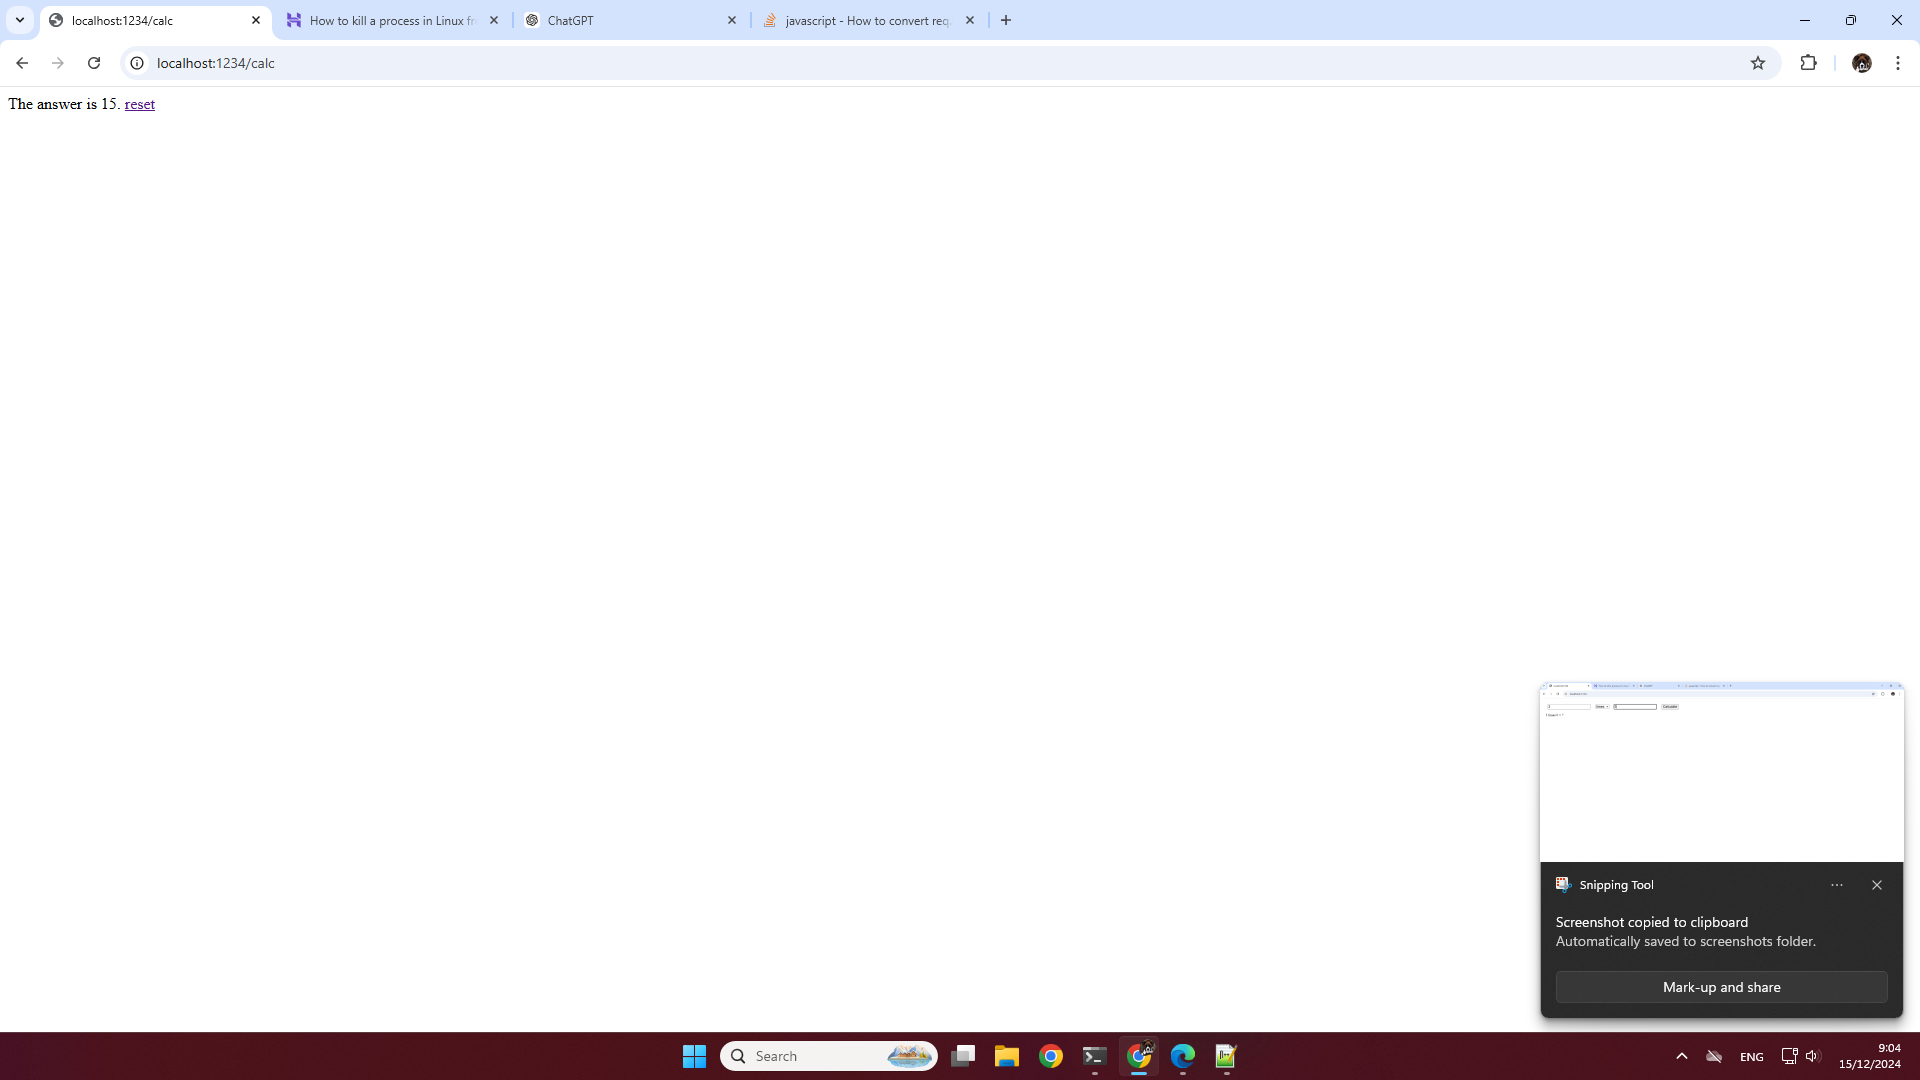 localhost:1234/calc
How to kill a process in Linux fr
ChatGPT
javascript - How to convert req
localhost:1234/calc
The answer is 15. reset
Snipping Tool
Screenshot copied to clipboard
Automatically saved to screenshots folder.
Mark-up and share
Search
ENG
9:04
15/12/2024